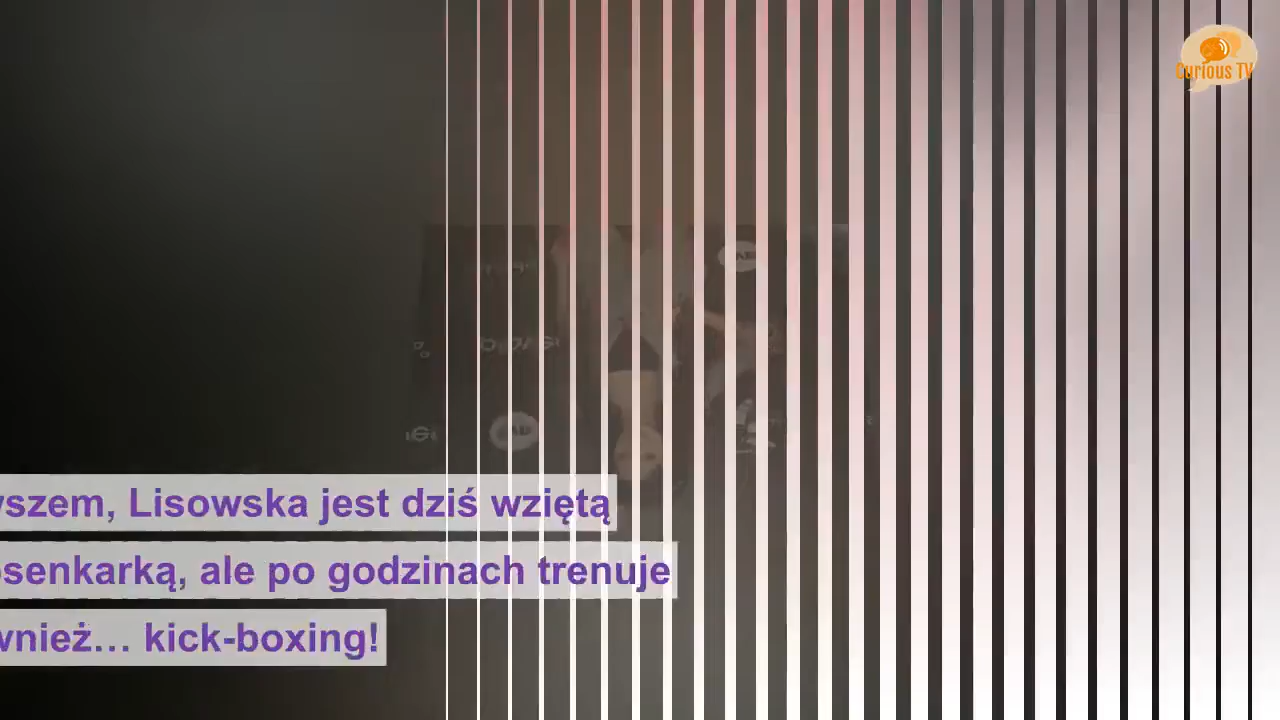 Curious TV
yszem, Lisowska jest dziś wziętą
osenkarką, ale po godzinach trenuje
wnież... kick-boxing!